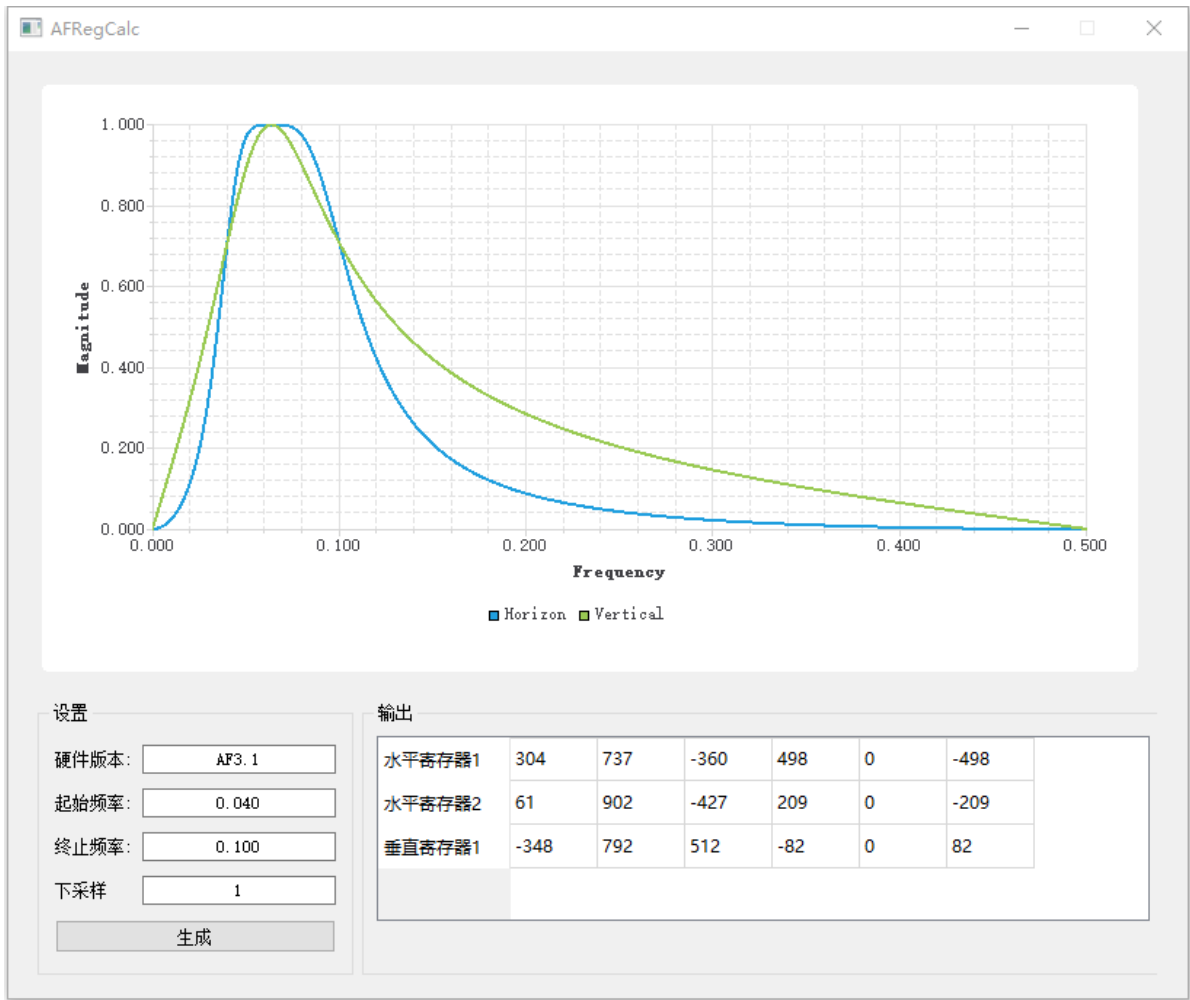 AFRegCalc
1.000
0.800
0.600
0.400
0.200
0.000
Magnitude
0.000 0.100 0.200 0.300 0.400 0.500
Frequency
Horizon Vertical
设置
硬件版本: AF3.1
起始频率: 0.040
终止频率: 0.100
下采样 1
生成
输出
水平寄存器1 304 737 -360 498 0 -498
水平寄存器2 61 902 -427 209 0 -209
垂直寄存器1 -348 792 512 -82 0 82